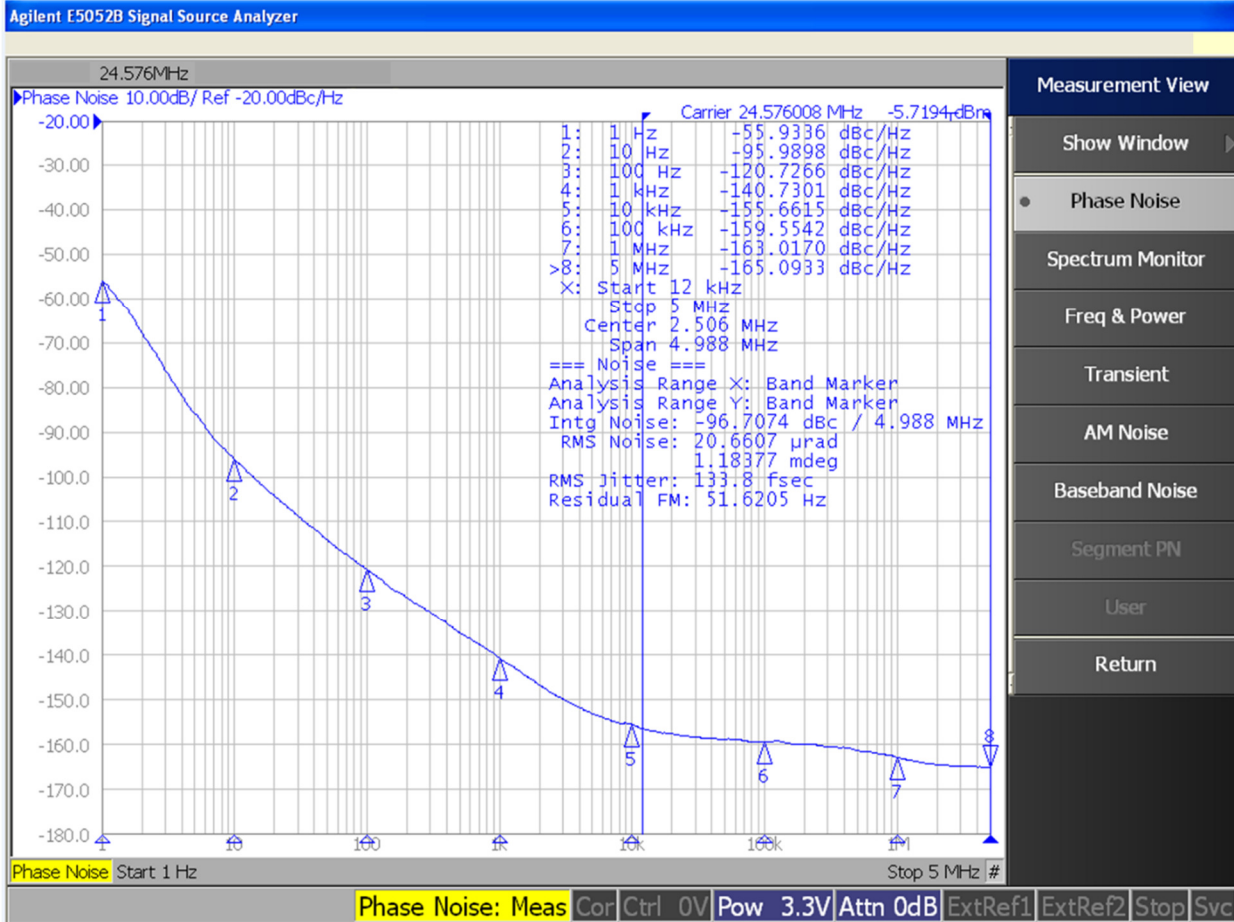 Agilent E5052B Signal Source Analyzer
24.576MHz
Phase Noise 10.00dB/ Ref -20.00dBc/Hz
Carrier 24.576008 MHz -5.7194 dBm
-20.00
-30.00
-40.00
-50.00
-60.00
-70.00
-80.00
-90.00
-100.0
-110.0
-120.0
-130.0
-140.0
-150.0
-160.0
-170.0
-180.0
1: 1 Hz -55.9336 dBc/Hz
2: 10 Hz -95.9898 dBc/Hz
3: 100 Hz -120.7266 dBc/Hz
4: 1 kHz -140.7301 dBc/Hz
5: 10 kHz -155.6615 dBc/Hz
6: 100 kHz -159.5542 dBc/Hz
7: 1 MHz -163.0170 dBc/Hz
>8: 5 MHz -165.0933 dBc/Hz
X: Start 12 kHz
Stop 5 MHz
Center 2.506 MHz
Span 4.988 MHz
=== Noise ===
Analysis Range X: Band Marker
Analysis Range Y: Band Marker
Intg Noise: -96.7074 dBc / 4.988 MHz
RMS Noise: 20.6607 µrad
1.18377 mdeg
RMS Jitter: 133.8 fsec
Residual FM: 51.6205 Hz
1
2
3
4
5
6
7
8
1 10 100 1k 10k 100k 1M
Phase Noise Start 1 Hz Stop 5 MHz #
Phase Noise: Meas Cor Ctrl 0V Pow 3.3V Attn 0dB ExtRef1 ExtRef2 Stop Svc
Measurement View
Show Window
Phase Noise
Spectrum Monitor
Freq & Power
Transient
AM Noise
Baseband Noise
Segment PN
User
Return